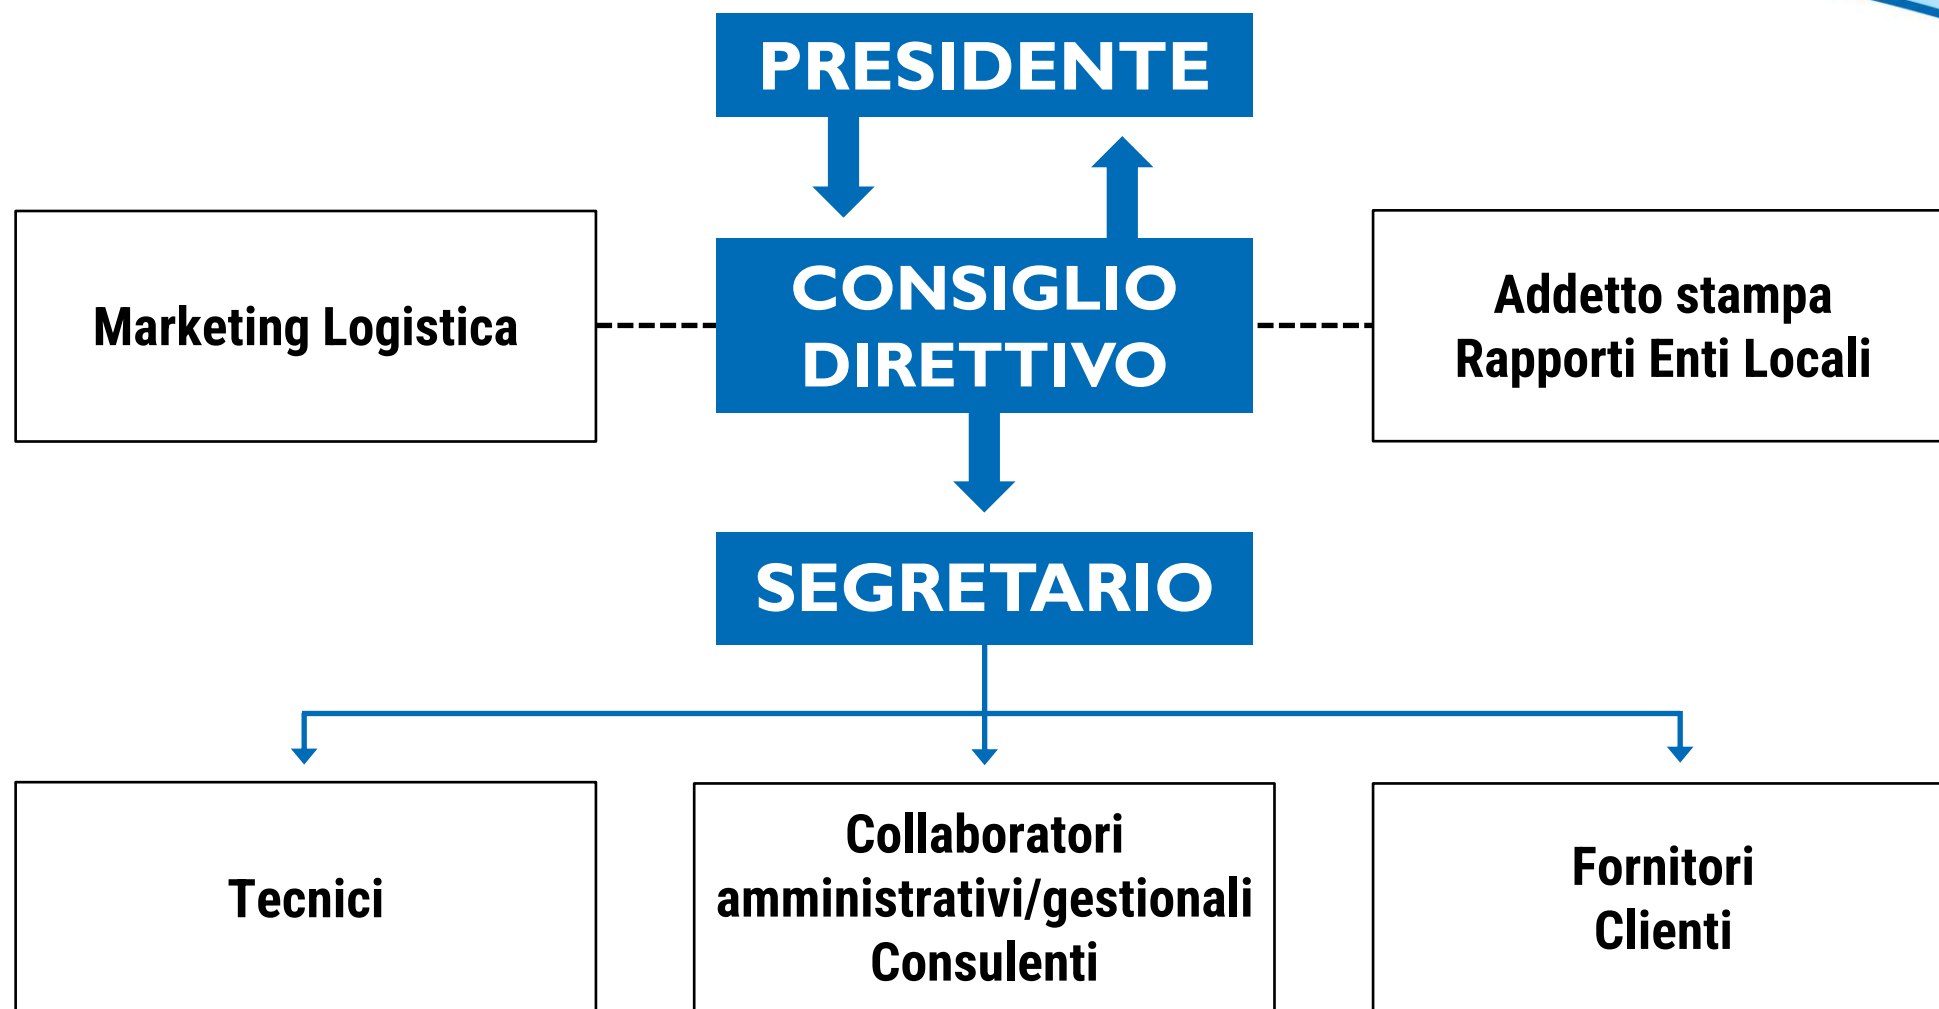 PRESIDENTE
Marketing Logistica
CONSIGLIO
DIRETTIVO
Addetto stampa
Rapporti Enti Locali
SEGRETARIO
Tecnici
Collaboratori
amministrativi/gestionali
Consulenti
Fornitori
Clienti